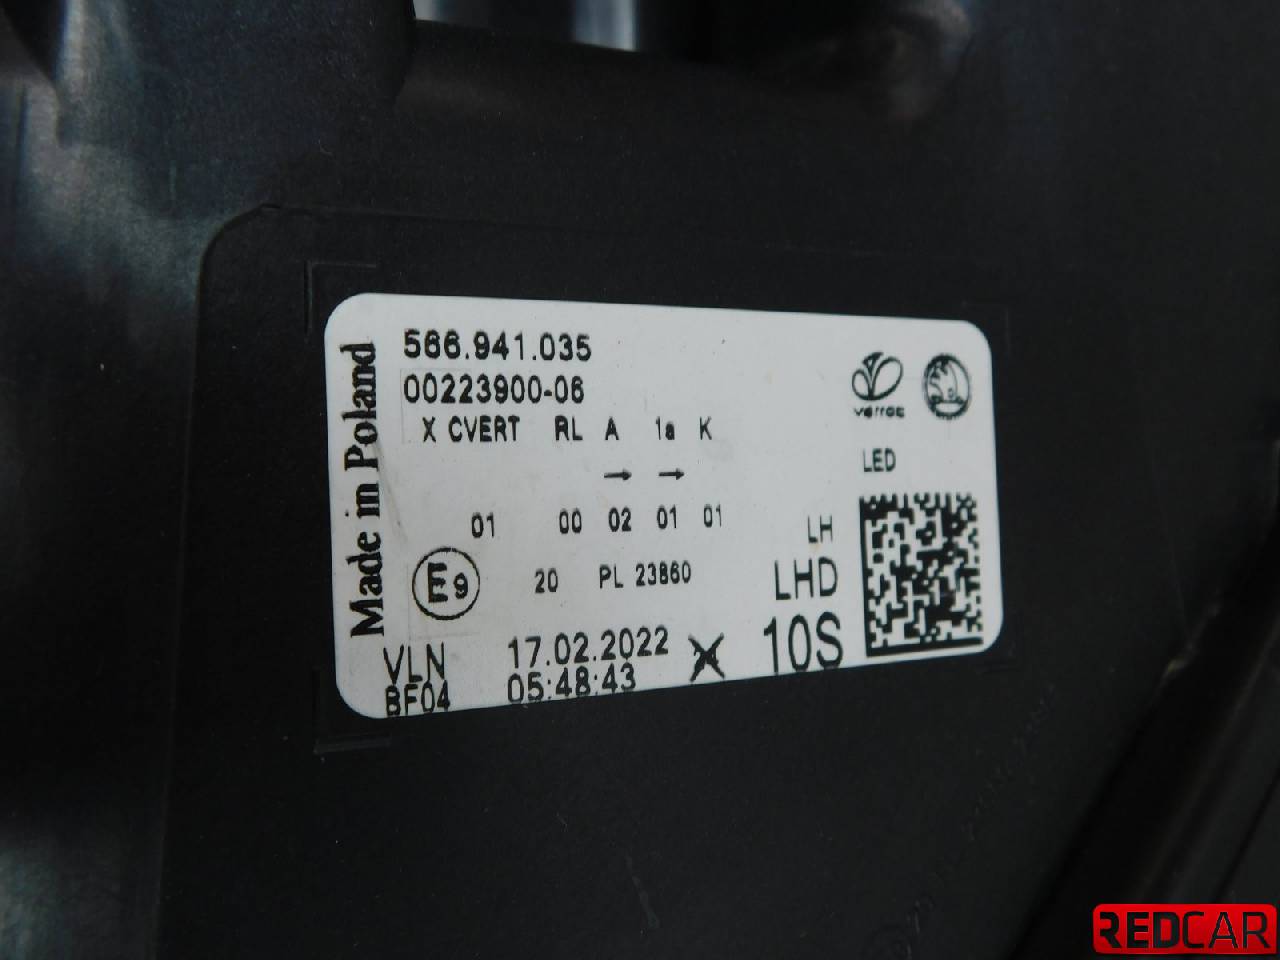 Made in Poland
566.941.035
00223900-06
X CVERT RL A 1a K
→ →
01 00 02 01 01
E9 20 PL 23860
VLN
BF04
17.02.2022
05:48:43
varroc
LED
LH
LHD
10S
REDCAR